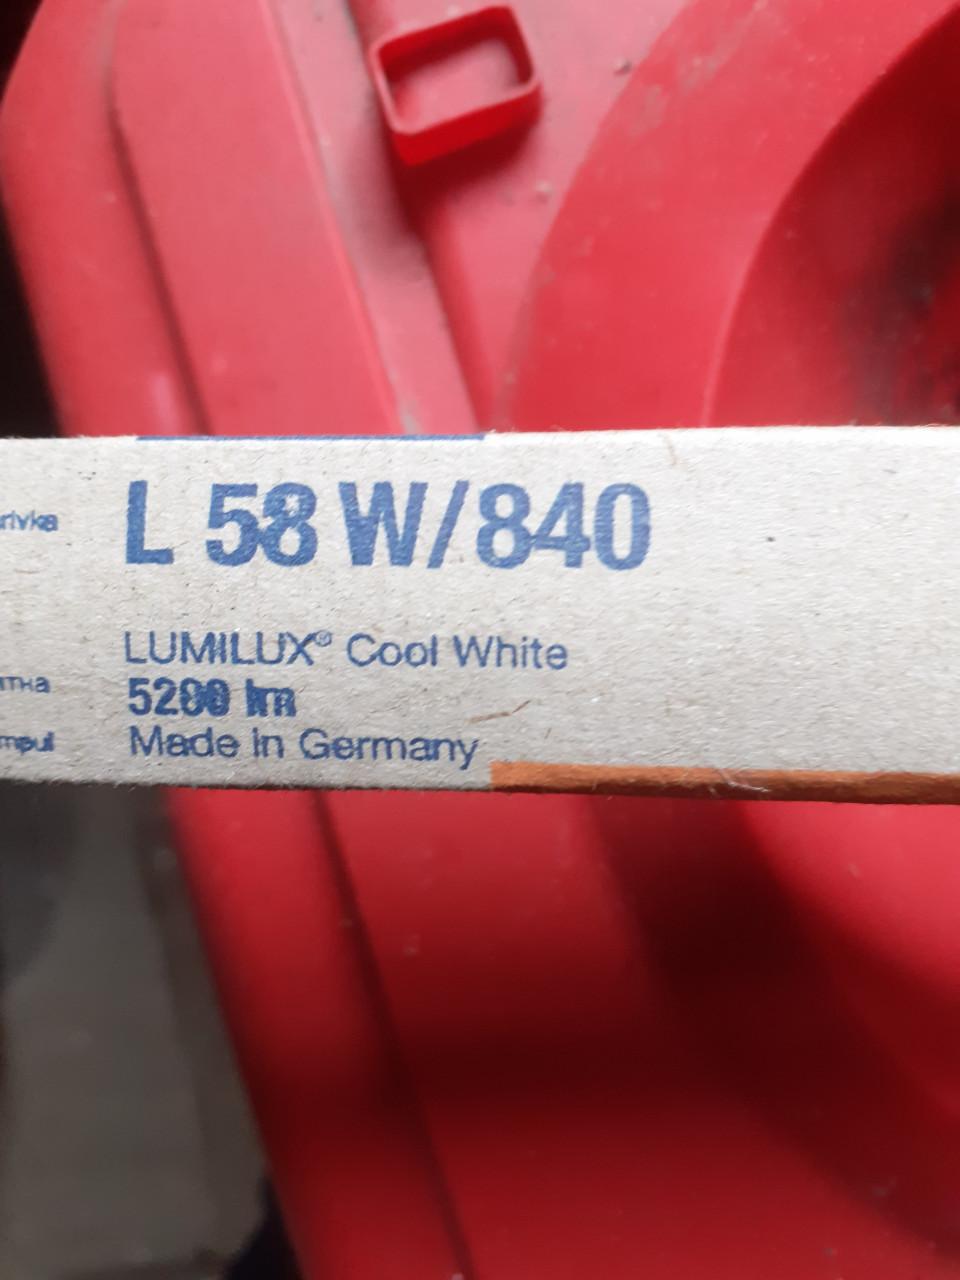 L 58 W/840
LUMILUX® Cool White
5200 lm
Made in Germany